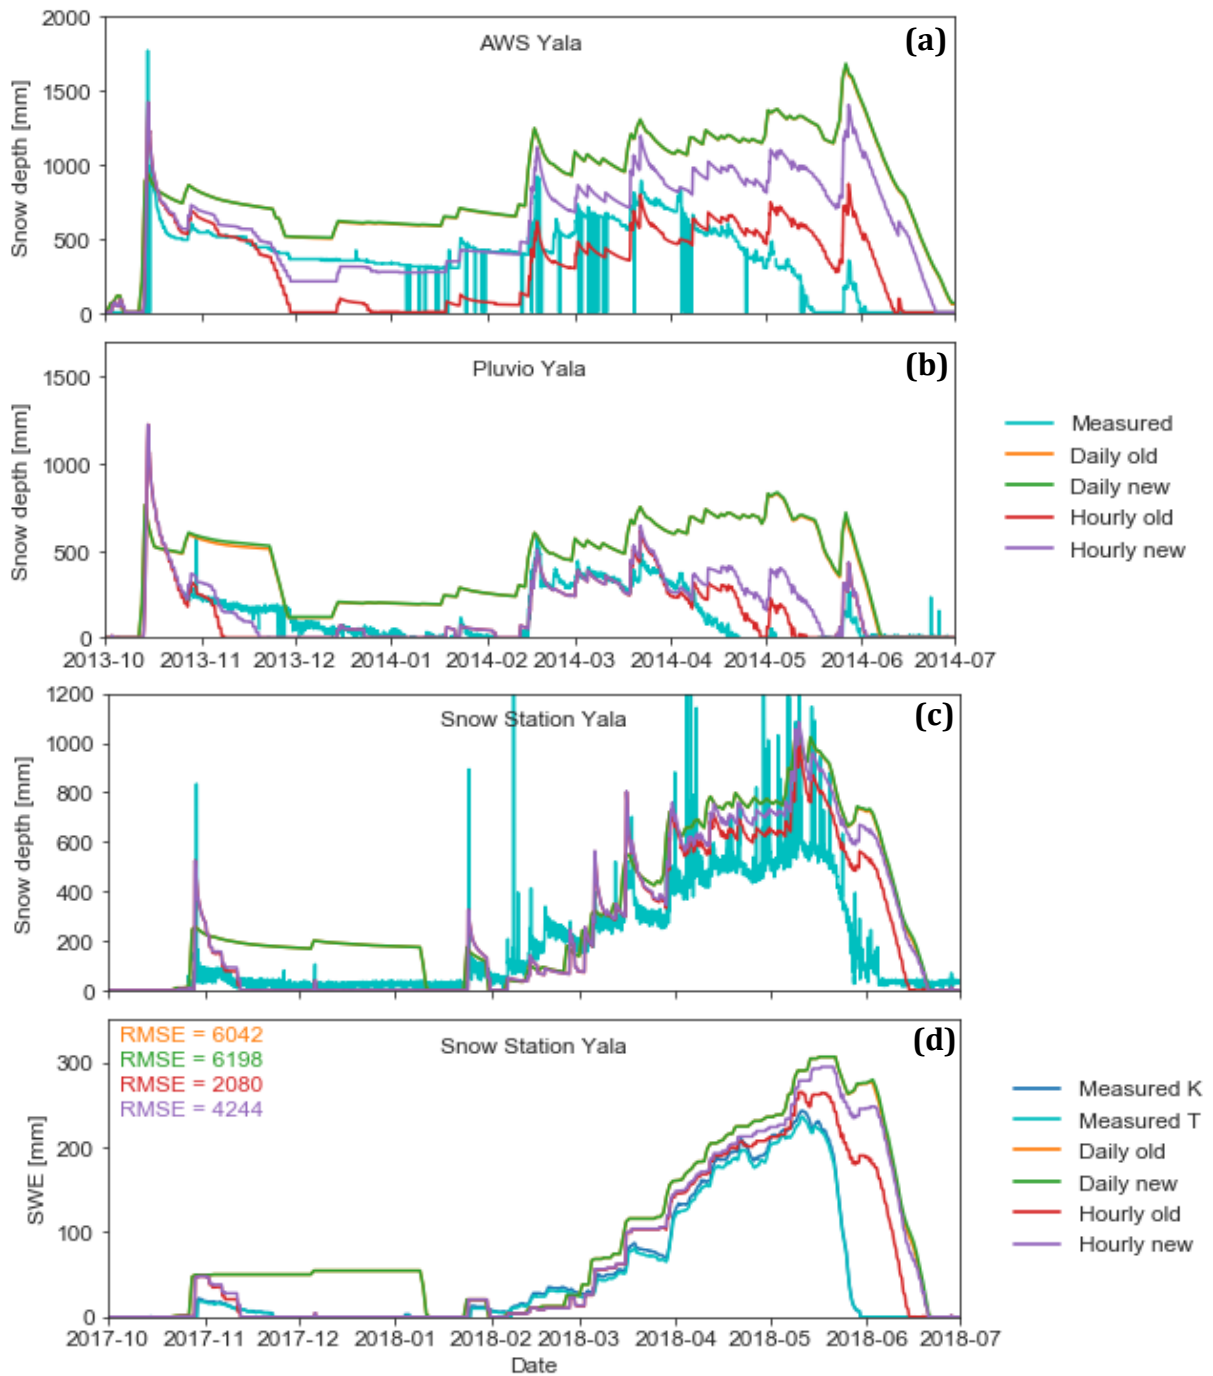 2000
AWS Yala
(a)
1500
1000
500
0
Snow depth [mm]
Pluvio Yala
(b)
1500
1000
500
0
Snow depth [mm]
2013-10 2013-11 2013-12 2014-01 2014-02 2014-03 2014-04 2014-05 2014-06 2014-07
Measured
Daily old
Daily new
Hourly old
Hourly new
1200
Snow Station Yala
(c)
1000
800
600
400
200
0
Snow depth [mm]
RMSE = 6042
RMSE = 6198
RMSE = 2080
RMSE = 4244
Snow Station Yala
(d)
300
200
100
0
SWE [mm]
2017-10 2017-11 2017-12 2018-01 2018-02 2018-03 2018-04 2018-05 2018-06 2018-07
Date
Measured K
Measured T
Daily old
Daily new
Hourly old
Hourly new